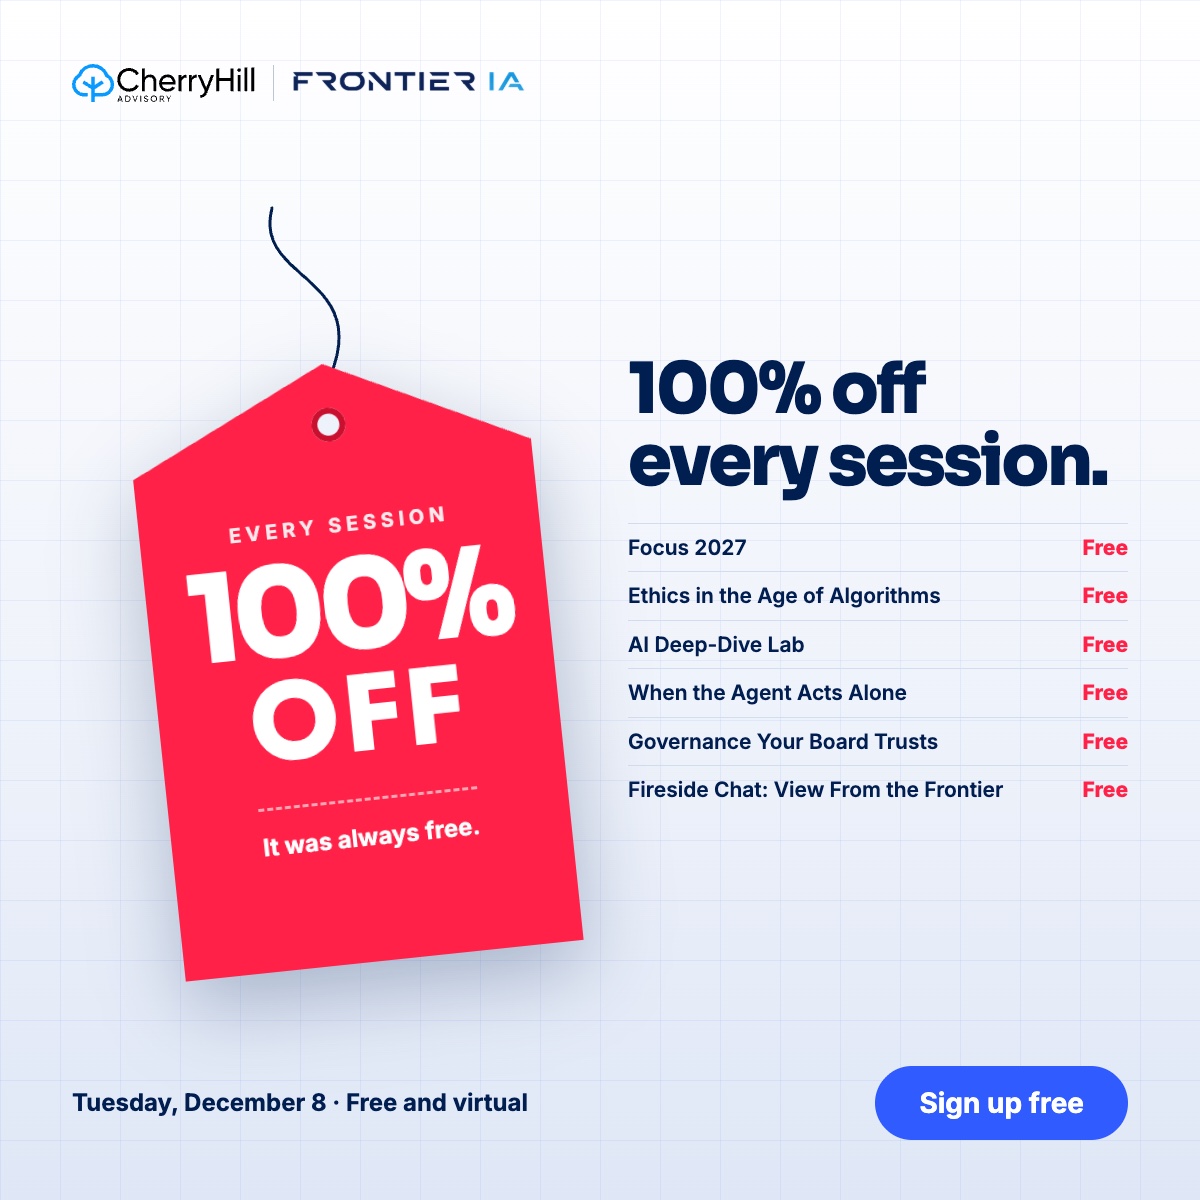 CherryHill
ADVISORY
FRONTIER IA
EVERY SESSION
100%
OFF
It was always free.
100% off
every session.
Focus 2027 Free
Ethics in the Age of Algorithms Free
AI Deep-Dive Lab Free
When the Agent Acts Alone Free
Governance Your Board Trusts Free
Fireside Chat: View From the Frontier Free
Tuesday, December 8 · Free and virtual
Sign up free